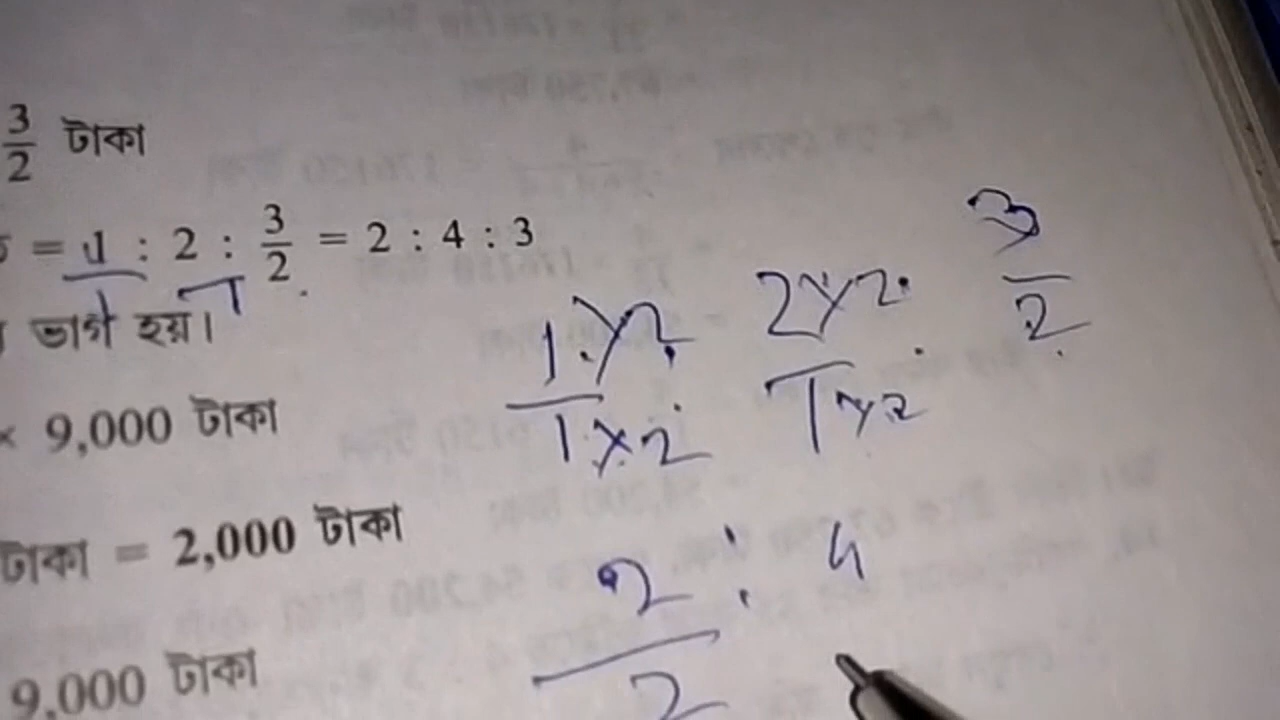 3/2 টাকা
= 1 : 2 : 3/2 = 2 : 4 : 3
ভাগ হয়।
× 9,000 টাকা
টাকা = 2,000 টাকা
9,000 টাকা
1×2 2×2 3
1×2 1×2 2
2 : 4
2